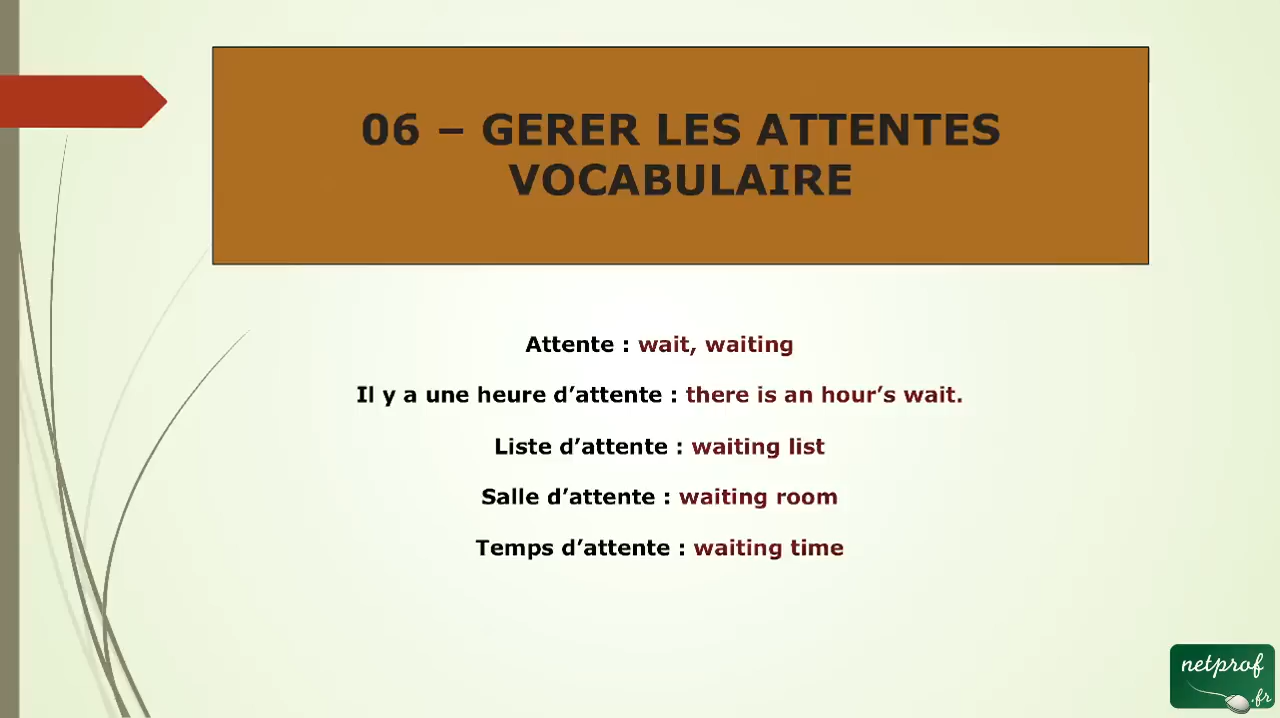 06 – GERER LES ATTENTES
VOCABULAIRE
Attente : wait, waiting
Il y a une heure d’attente : there is an hour’s wait.
Liste d’attente : waiting list
Salle d’attente : waiting room
Temps d’attente : waiting time
netprof
.fr